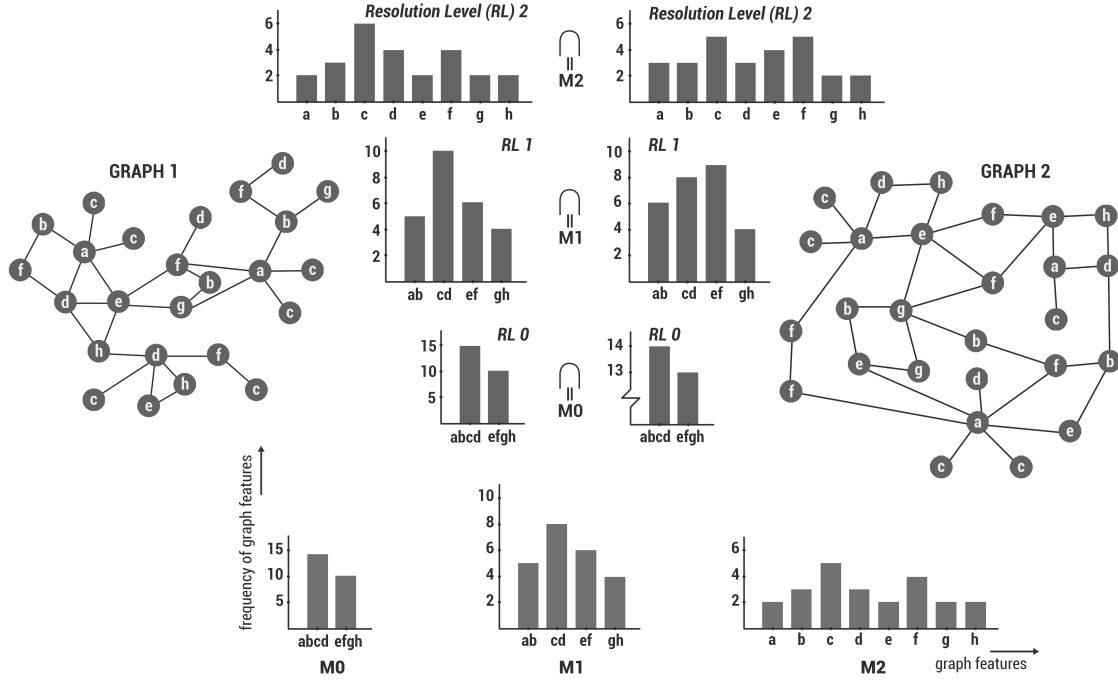 Resolution Level (RL) 2
6
4
2
a b c d e f g h
=
M2
Resolution Level (RL) 2
6
4
2
a b c d e f g h
RL 1
10
8
6
4
2
ab cd ef gh
=
M1
RL 1
10
8
6
4
2
ab cd ef gh
RL 0
15
10
5
abcd efgh
=
M0
RL 0
14
13
abcd efgh
GRAPH 1
d
f g
c
b d b
c
a f a c
f b
d e g c
h d f
h
c e c
GRAPH 2
d h
c
f e h
c a e
a d
f
b g c
f b
e g f b
d
f
a e
c c
frequency of graph features
15
10
5
abcd efgh
M0
10
8
6
4
2
ab cd ef gh
M1
6
4
2
a b c d e f g h
M2
graph features